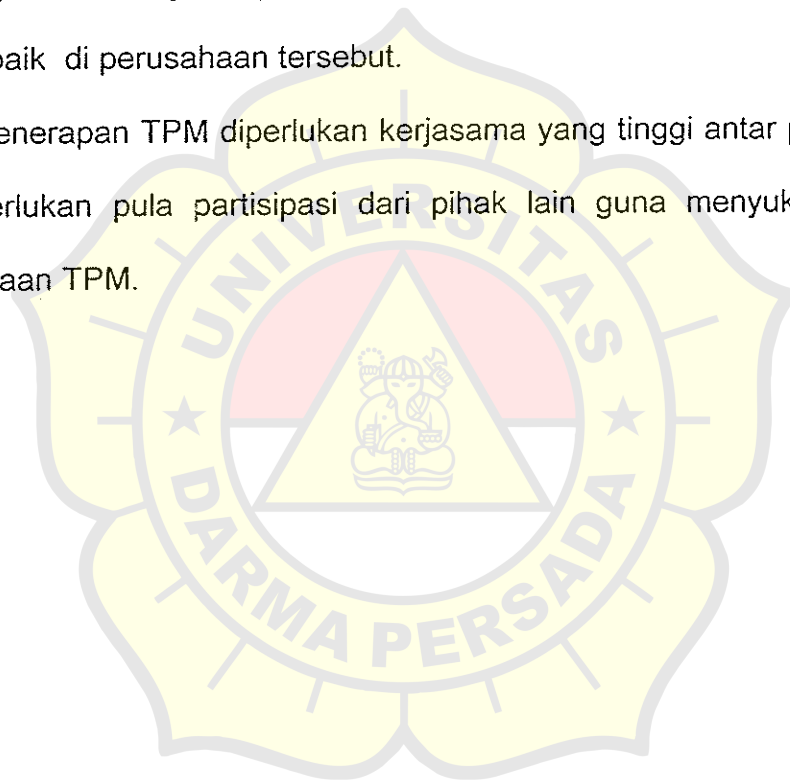 baik di perusahaan tersebut.
enerapan TPM diperlukan kerjasama yang tinggi antar
erlukan pula partisipasi dari pihak lain guna menyuk
aan TPM.
UNIVERSITAS
DARMA PERSADA